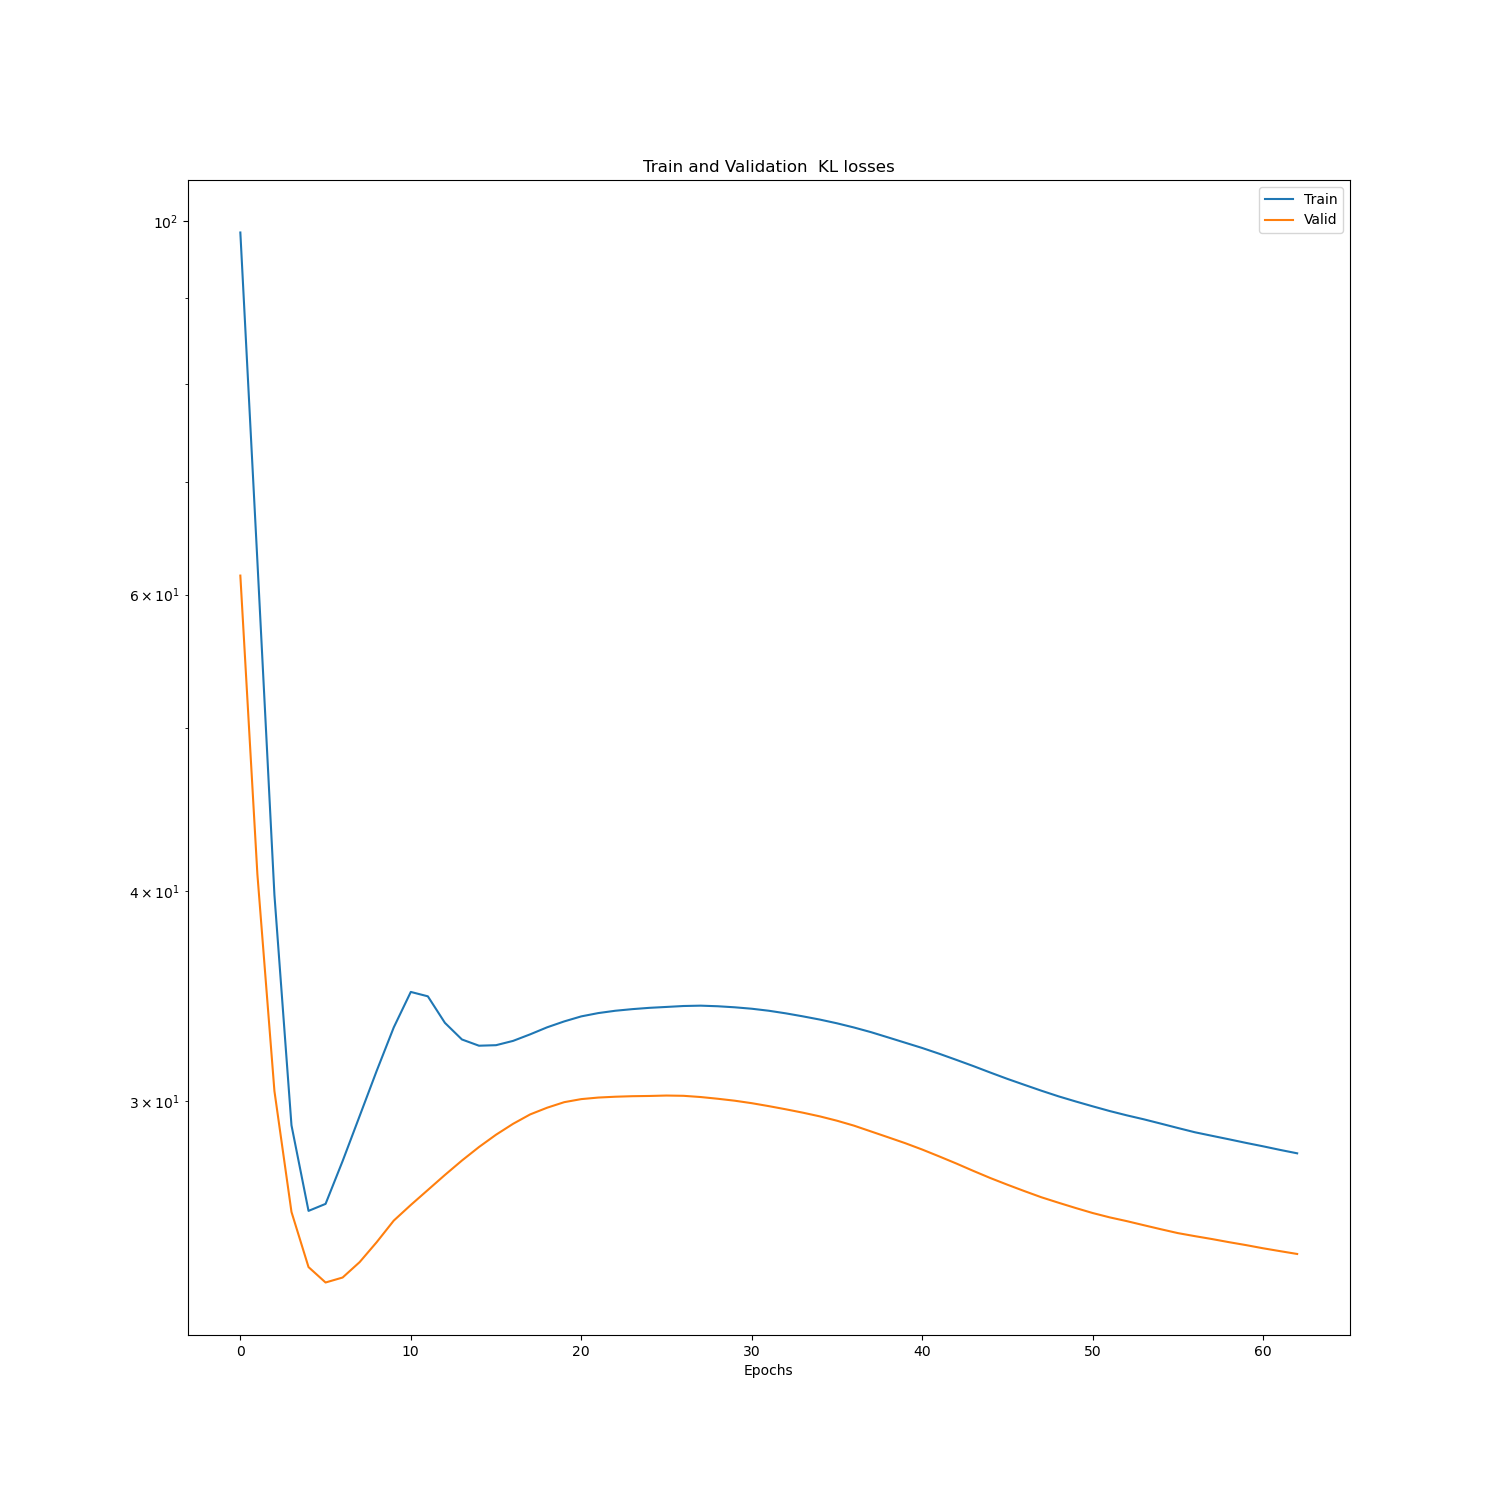 Train and Validation  KL losses
10²
6 × 10¹
4 × 10¹
3 × 10¹
Train
Valid
0 10 20 30 40 50 60
Epochs